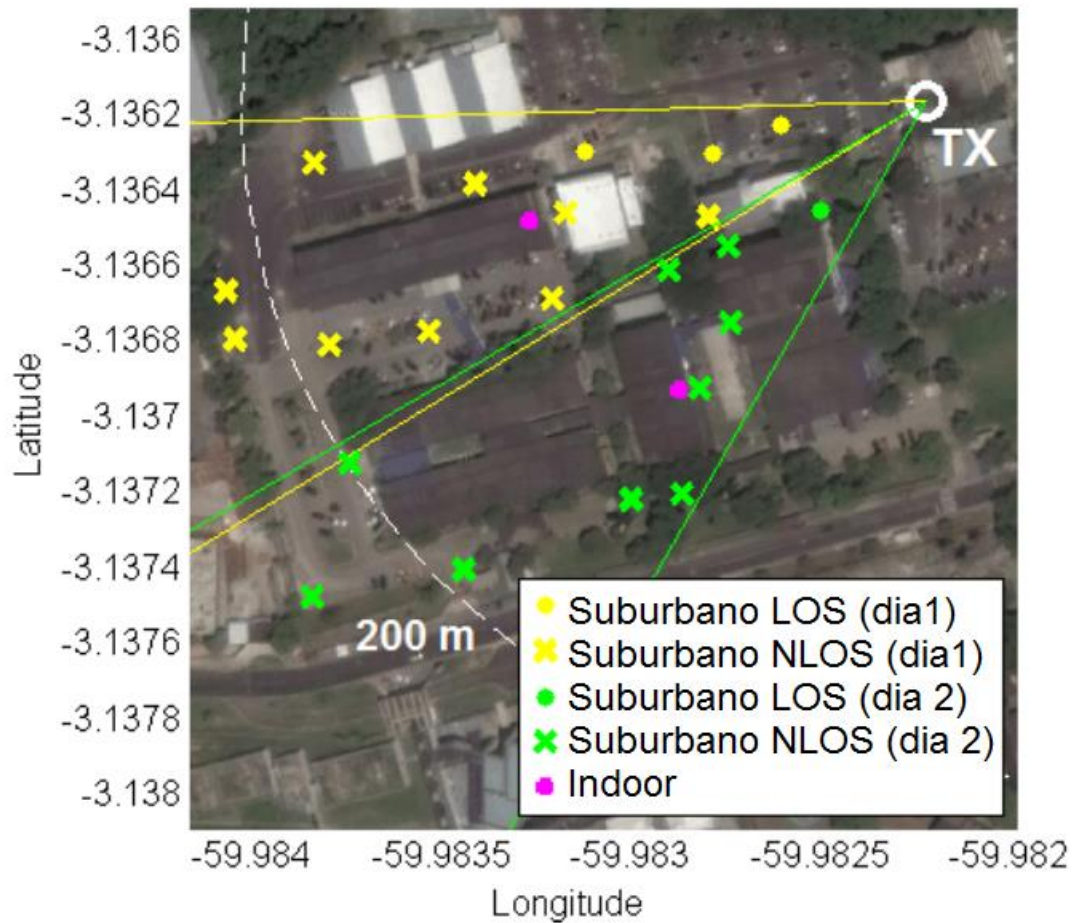 -3.136
-3.1362
-3.1364
-3.1366
-3.1368
-3.137
-3.1372
-3.1374
-3.1376
-3.1378
-3.138
Latitude
TX
200 m
Suburbano LOS (dia1)
Suburbano NLOS (dia1)
Suburbano LOS (dia 2)
Suburbano NLOS (dia 2)
Indoor
-59.984
-59.9835
-59.983
-59.9825
-59.982
Longitude